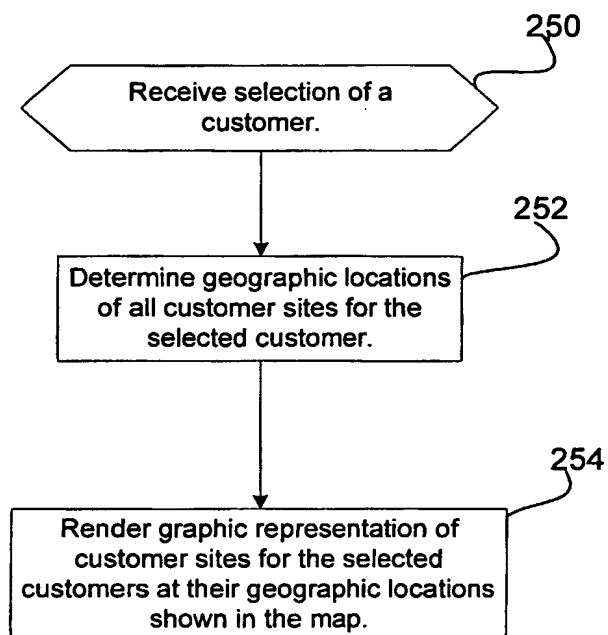 250
Receive selection of a
customer.
252
Determine geographic locations
of all customer sites for the
selected customer.
254
Render graphic representation of
customer sites for the selected
customers at their geographic locations
shown in the map.